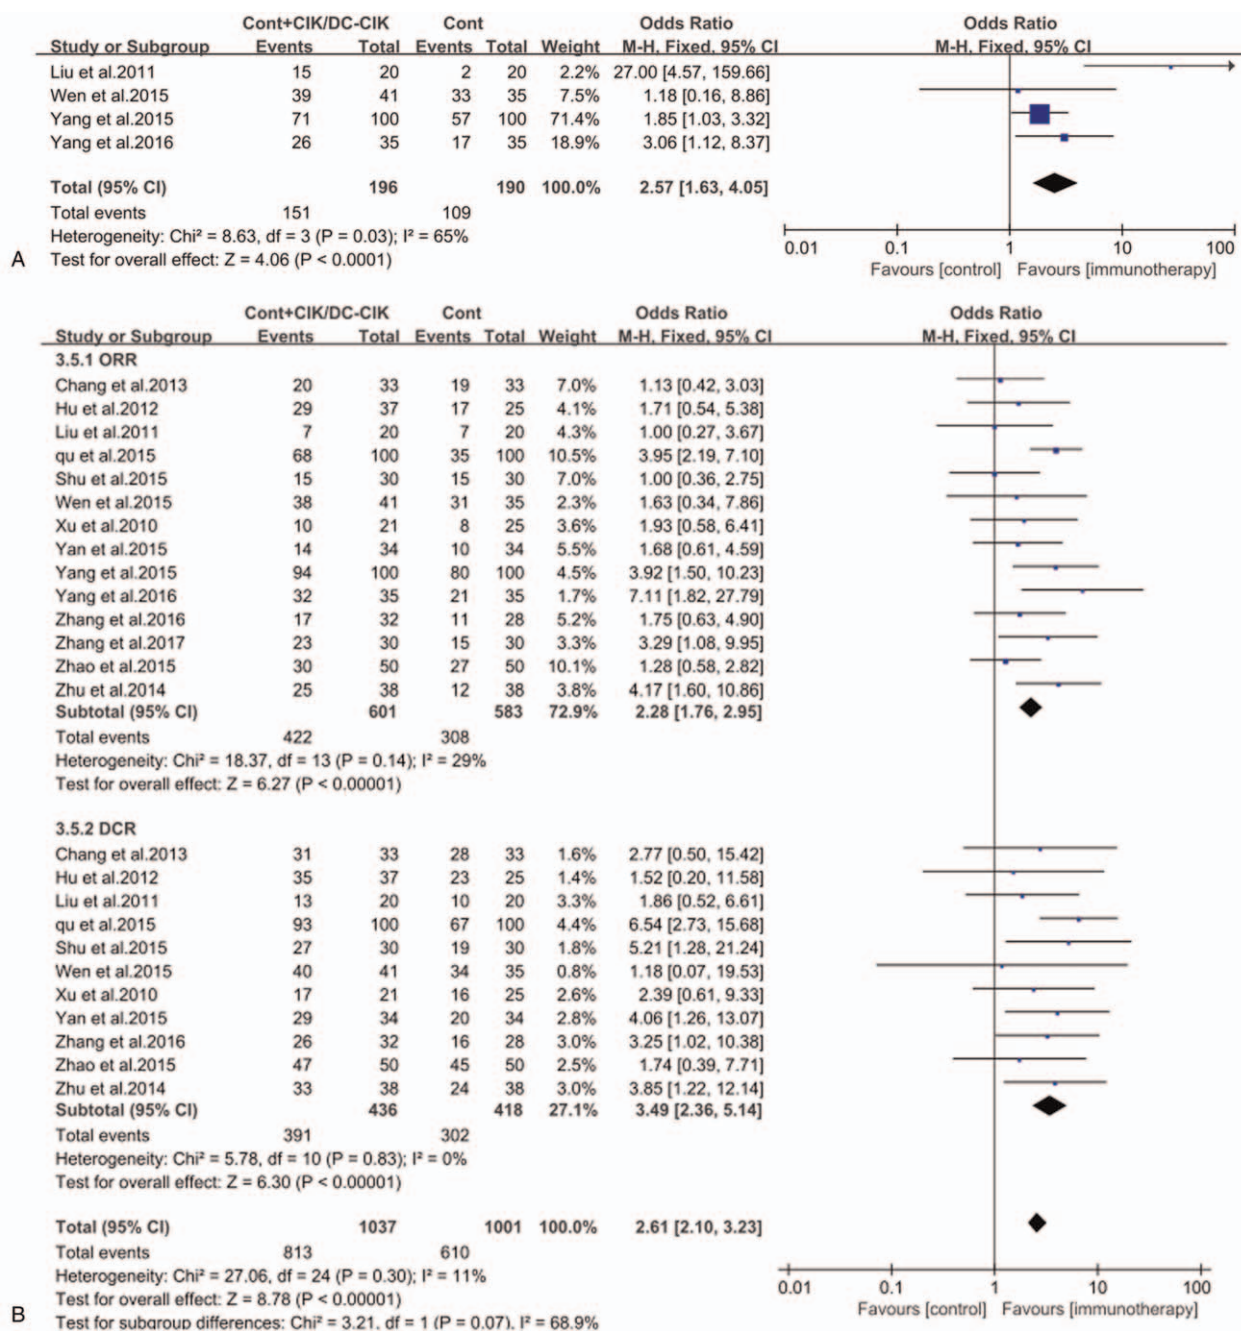 Cont+CIK/DC-CIK Cont Odds Ratio Odds Ratio
Study or Subgroup Events Total Events Total Weight M-H, Fixed, 95% CI M-H, Fixed, 95% CI
Liu et al.2011 15 20 2 20 2.2% 27.00 [4.57, 159.66]
Wen et al.2015 39 41 33 35 7.5% 1.18 [0.16, 8.86]
Yang et al.2015 71 100 57 100 71.4% 1.85 [1.03, 3.32]
Yang et al.2016 26 35 17 35 18.9% 3.06 [1.12, 8.37]
Total (95% CI) 196 190 100.0% 2.57 [1.63, 4.05]
Total events 151 109
Heterogeneity: Chi² = 8.63, df = 3 (P = 0.03); I² = 65%
Test for overall effect: Z = 4.06 (P < 0.0001)
0.01 0.1 1 10 100
Favours [control] Favours [immunotherapy]
A
Cont+CIK/DC-CIK Cont Odds Ratio Odds Ratio
Study or Subgroup Events Total Events Total Weight M-H, Fixed, 95% CI M-H, Fixed, 95% CI
3.5.1 ORR
Chang et al.2013 20 33 19 33 7.0% 1.13 [0.42, 3.03]
Hu et al.2012 29 37 17 25 4.1% 1.71 [0.54, 5.38]
Liu et al.2011 7 20 7 20 4.3% 1.00 [0.27, 3.67]
qu et al.2015 68 100 35 100 10.5% 3.95 [2.19, 7.10]
Shu et al.2015 15 30 15 30 7.0% 1.00 [0.36, 2.75]
Wen et al.2015 38 41 31 35 2.3% 1.63 [0.34, 7.86]
Xu et al.2010 10 21 8 25 3.6% 1.93 [0.58, 6.41]
Yan et al.2015 14 34 10 34 5.5% 1.68 [0.61, 4.59]
Yang et al.2015 94 100 80 100 4.5% 3.92 [1.50, 10.23]
Yang et al.2016 32 35 21 35 1.7% 7.11 [1.82, 27.79]
Zhang et al.2016 17 32 11 28 5.2% 1.75 [0.63, 4.90]
Zhang et al.2017 23 30 15 30 3.3% 3.29 [1.08, 9.95]
Zhao et al.2015 30 50 27 50 10.1% 1.28 [0.58, 2.82]
Zhu et al.2014 25 38 12 38 3.8% 4.17 [1.60, 10.86]
Subtotal (95% CI) 601 583 72.9% 2.28 [1.76, 2.95]
Total events 422 308
Heterogeneity: Chi² = 18.37, df = 13 (P = 0.14); I² = 29%
Test for overall effect: Z = 6.27 (P < 0.00001)
3.5.2 DCR
Chang et al.2013 31 33 28 33 1.6% 2.77 [0.50, 15.42]
Hu et al.2012 35 37 23 25 1.4% 1.52 [0.20, 11.58]
Liu et al.2011 13 20 10 20 3.3% 1.86 [0.52, 6.61]
qu et al.2015 93 100 67 100 4.4% 6.54 [2.73, 15.68]
Shu et al.2015 27 30 19 30 1.8% 5.21 [1.28, 21.24]
Wen et al.2015 40 41 34 35 0.8% 1.18 [0.07, 19.53]
Xu et al.2010 17 21 16 25 2.6% 2.39 [0.61, 9.33]
Yan et al.2015 29 34 20 34 2.8% 4.06 [1.26, 13.07]
Zhang et al.2016 26 32 16 28 3.0% 3.25 [1.02, 10.38]
Zhao et al.2015 47 50 45 50 2.5% 1.74 [0.39, 7.71]
Zhu et al.2014 33 38 24 38 3.0% 3.85 [1.22, 12.14]
Subtotal (95% CI) 436 418 27.1% 3.49 [2.36, 5.14]
Total events 391 302
Heterogeneity: Chi² = 5.78, df = 10 (P = 0.83); I² = 0%
Test for overall effect: Z = 6.30 (P < 0.00001)
Total (95% CI) 1037 1001 100.0% 2.61 [2.10, 3.23]
Total events 813 610
Heterogeneity: Chi² = 27.06, df = 24 (P = 0.30); I² = 11%
Test for overall effect: Z = 8.78 (P < 0.00001)
Test for subgroup differences: Chi² = 3.21, df = 1 (P = 0.07), I² = 68.9%
0.01 0.1 1 10 100
Favours [control] Favours [immunotherapy]
B